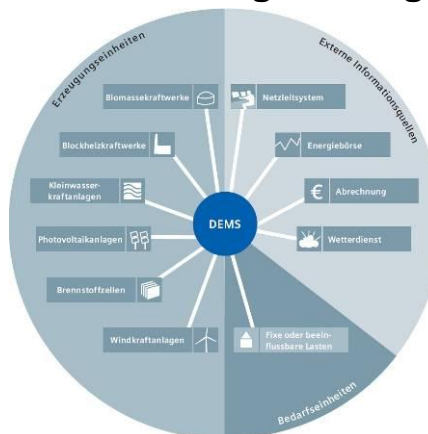 Erzeugungseinheiten
Externe Informationsquellen
Biomassekraftwerke
Netzleitsystem
Blockheizkraftwerke
Energiebörse
Kleinwasser-
kraftanlagen
€ Abrechnung
DEMS
Photovoltaikanlagen
Wetterdienst
Brennstoffzellen
Windkraftanlagen
Fixe oder beein-
flussbare Lasten
Bedarfseinheiten